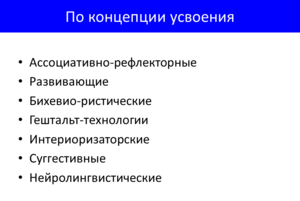 По концепции усвоения
• Ассоциативно-рефлекторные
• Развивающие
• Бихевио-ристические
• Гештальт-технологии
• Интериоризаторские
• Суггестивные
• Нейролингвистические